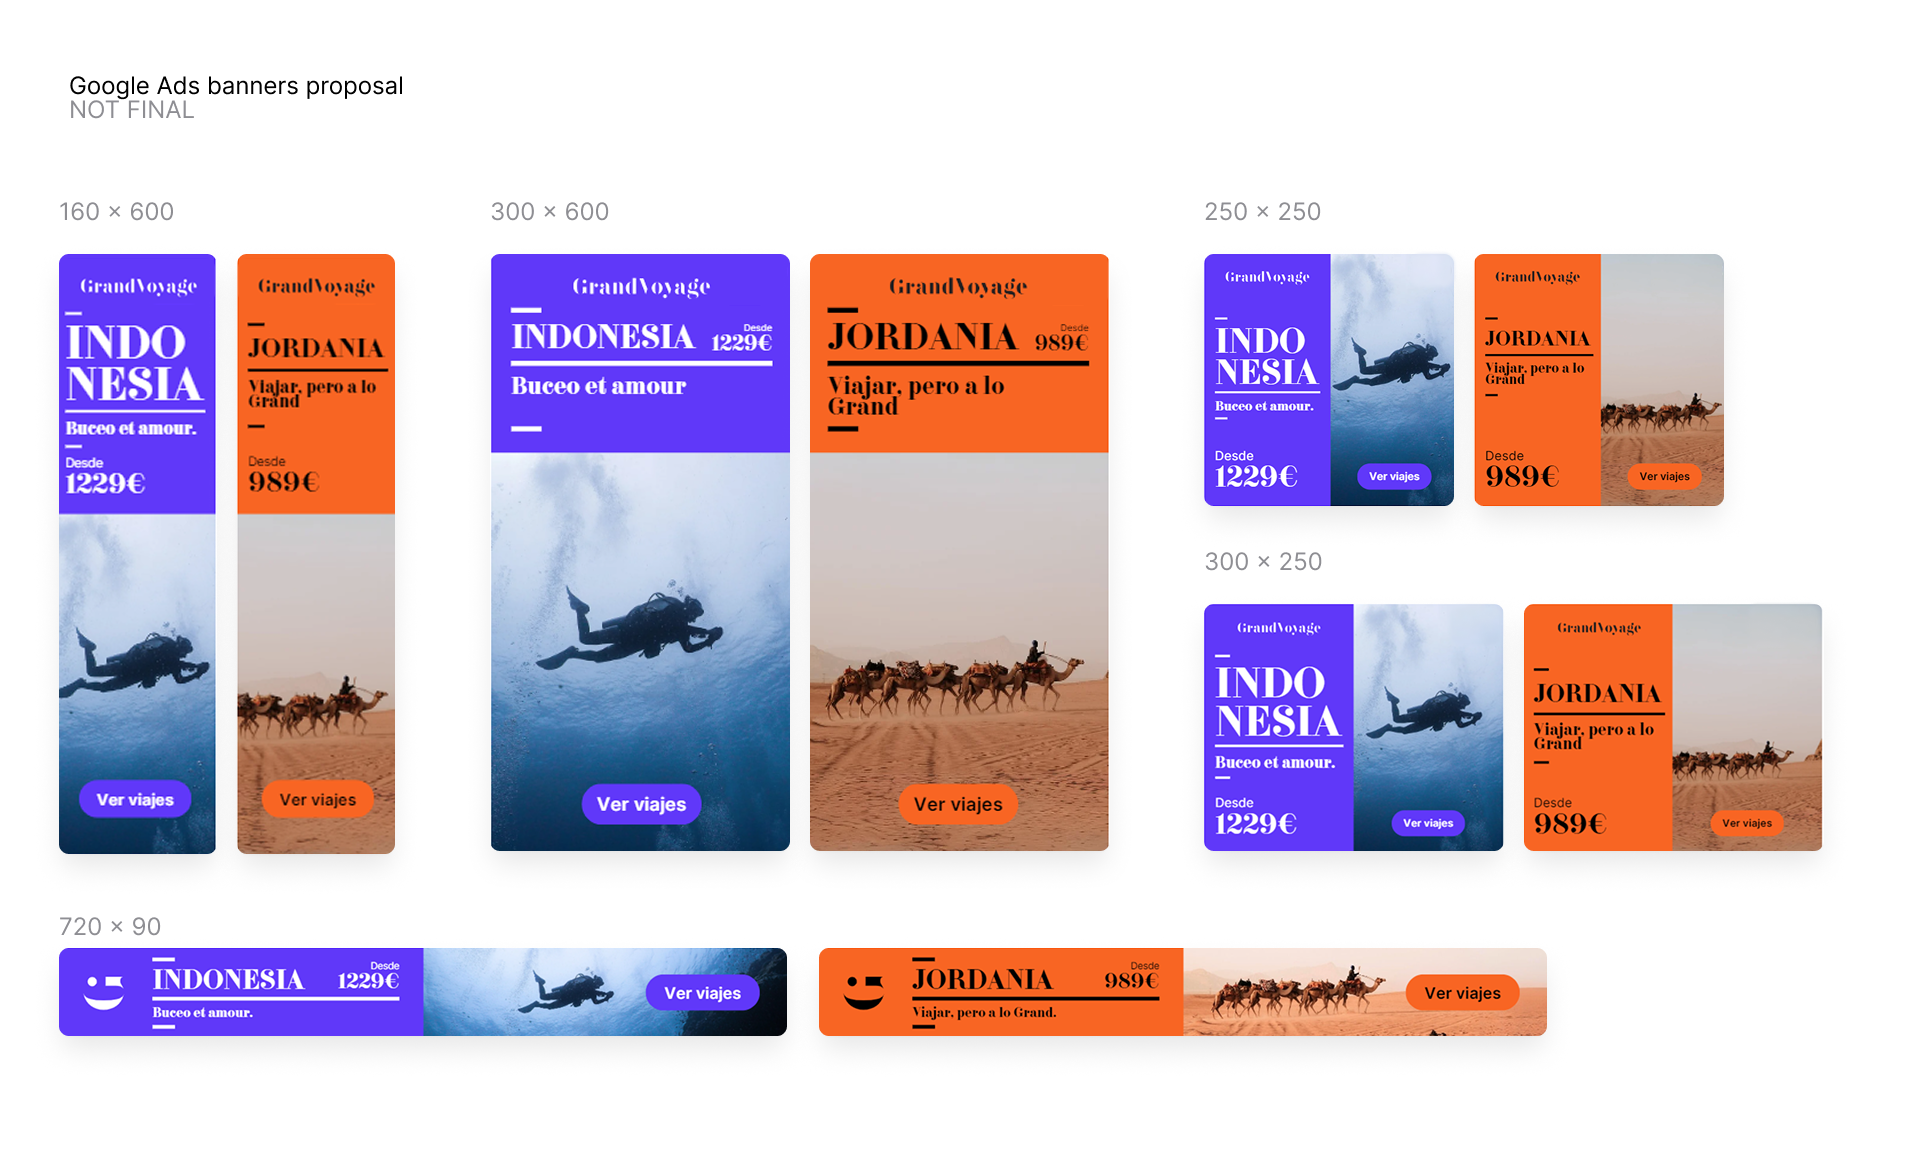 Google Ads banners proposal
NOT FINAL
160 × 600
GrandVoyage
INDO
NESIA
Buceo et amour.
Desde
1229€
Ver viajes
GrandVoyage
JORDANIA
Viajar, pero a lo
Grand
Desde
989€
Ver viajes
300 × 600
GrandVoyage
INDONESIA
Desde
1229€
Buceo et amour
Ver viajes
GrandVoyage
JORDANIA
Desde
989€
Viajar, pero a lo
Grand
Ver viajes
250 × 250
GrandVoyage
INDO
NESIA
Buceo et amour.
Desde
1229€
Ver viajes
GrandVoyage
JORDANIA
Viajar, pero a lo
Grand
Desde
989€
Ver viajes
300 × 250
GrandVoyage
INDO
NESIA
Buceo et amour.
Desde
1229€
Ver viajes
GrandVoyage
JORDANIA
Viajar, pero a lo
Grand
Desde
989€
Ver viajes
720 × 90
INDONESIA
Desde
1229€
Buceo et amour.
Ver viajes
JORDANIA
Desde
989€
Viajar, pero a lo Grand.
Ver viajes